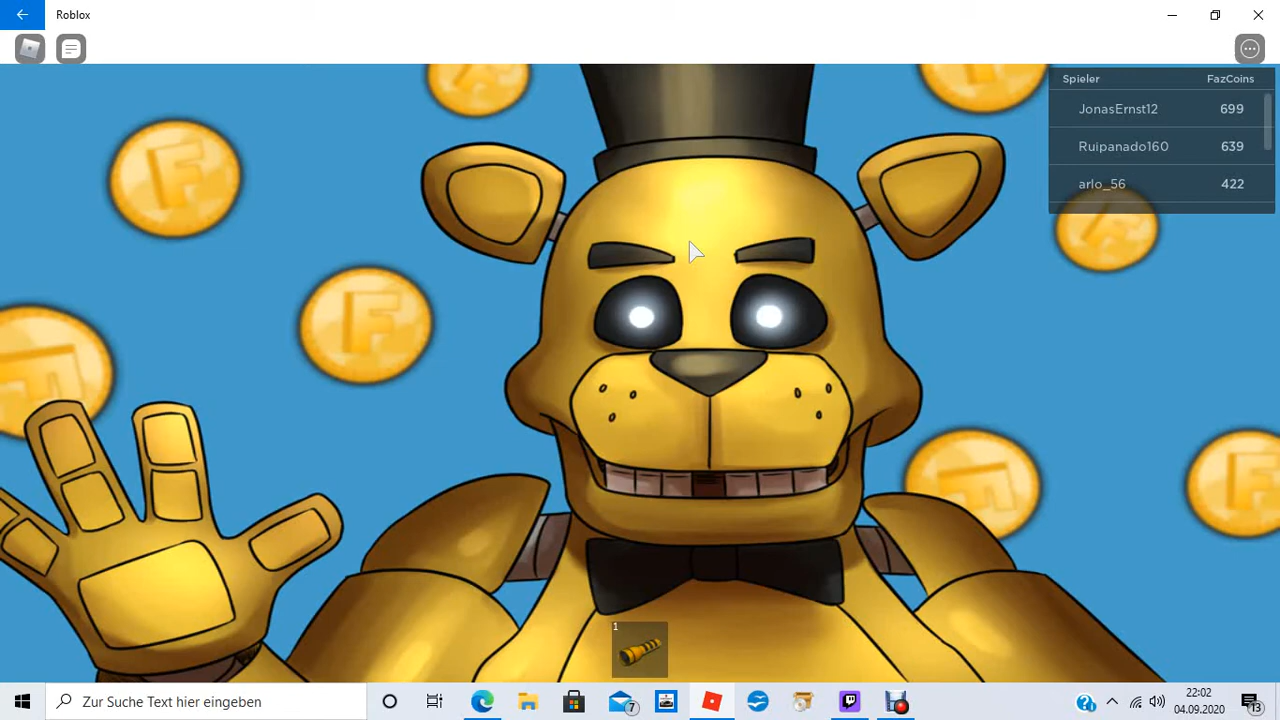 Roblox
Spieler FazCoins
JonasErnst12 699
Ruipanado160 639
arlo_56 422
F
F
F
F
F
1
Zur Suche Text hier eingeben
7
22:02
04.09.2020
13